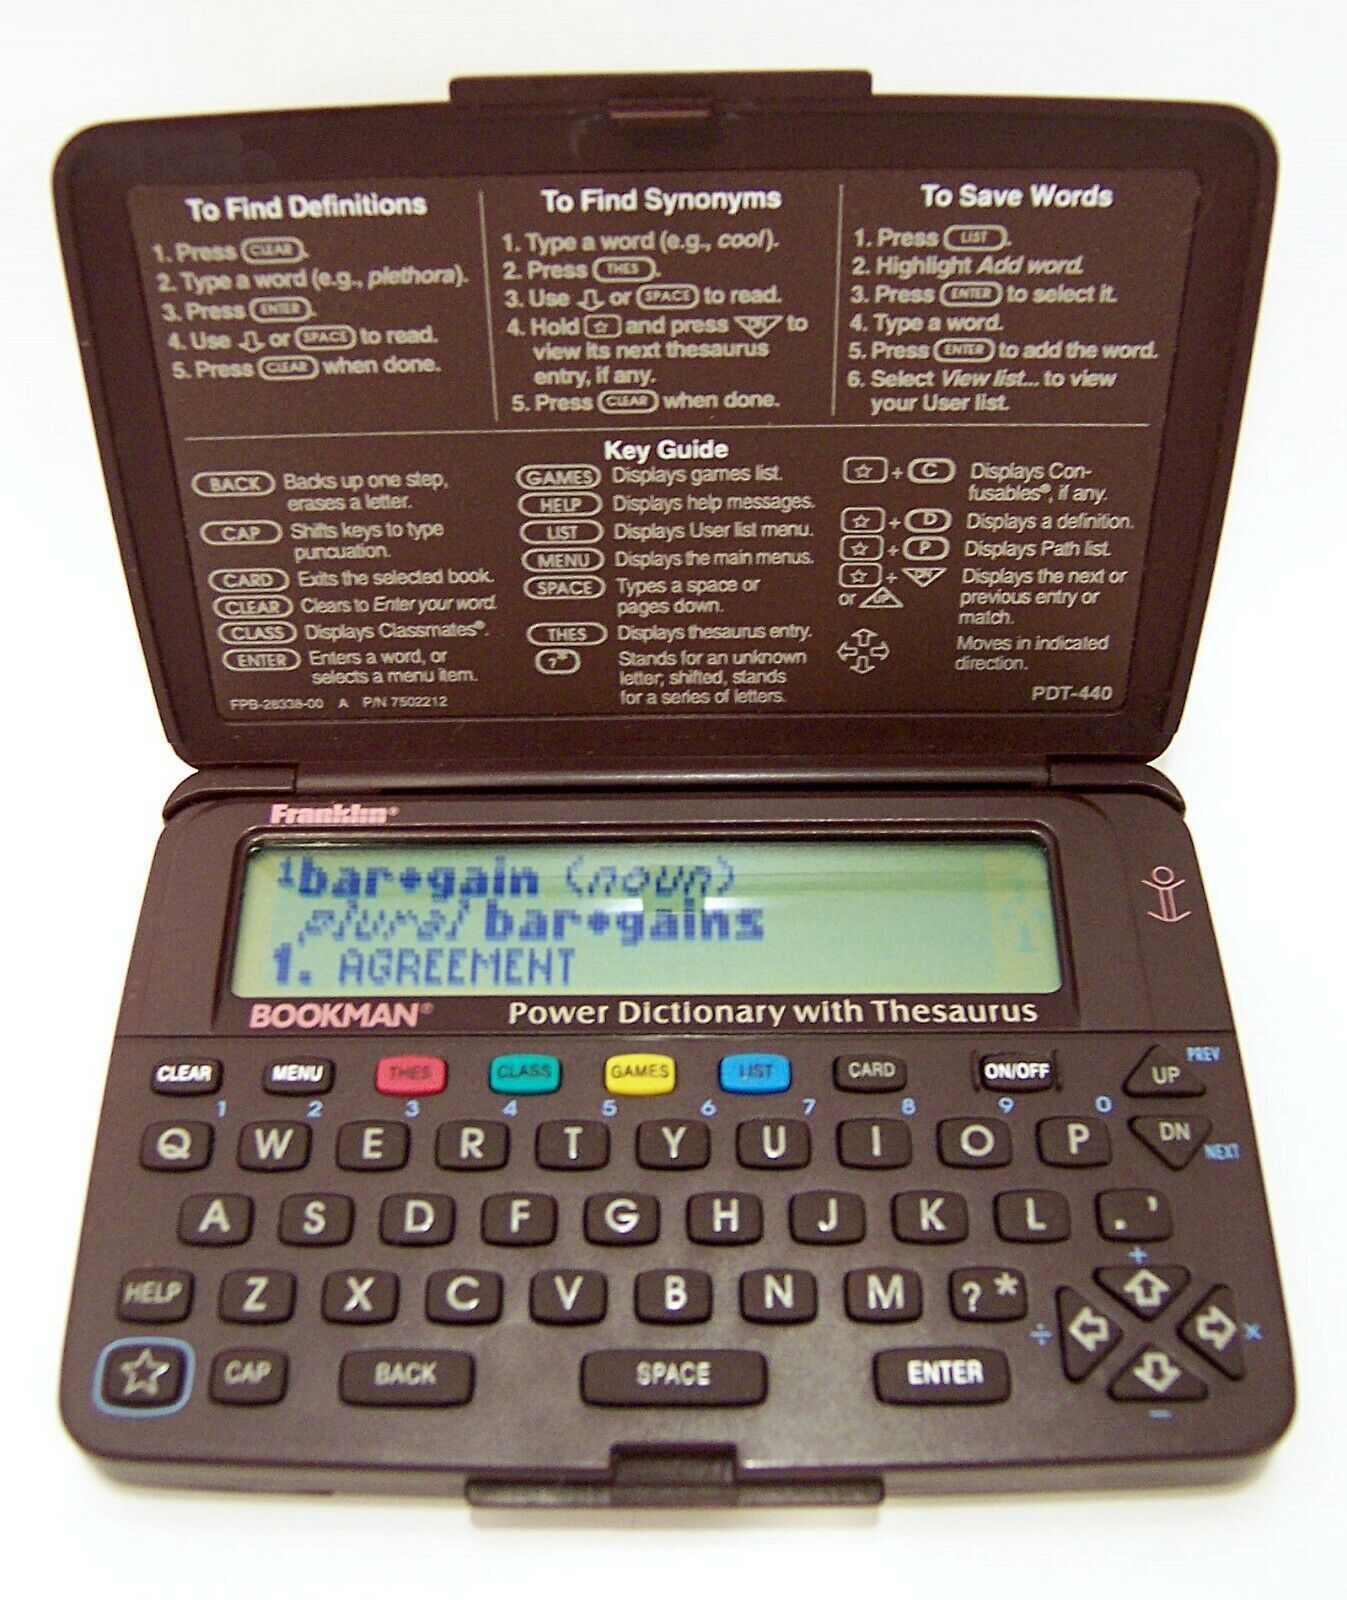 To Find Definitions
1. Press CLEAR.
2. Type a word (e.g., plethora).
3. Press ENTER.
4. Use ⇩ or SPACE to read.
5. Press CLEAR when done.
To Find Synonyms
1. Type a word (e.g., cool).
2. Press THES.
3. Use ⇩ or SPACE to read.
4. Hold ☆ and press DN to
view its next thesaurus
entry, if any.
5. Press CLEAR when done.
To Save Words
1. Press LIST.
2. Highlight Add word.
3. Press ENTER to select it.
4. Type a word.
5. Press ENTER to add the word.
6. Select View list... to view
your User list.
Key Guide
BACK Backs up one step,
erases a letter.
CAP Shifts keys to type
puncuation.
CARD Exits the selected book.
CLEAR Clears to Enter your word.
CLASS Displays Classmates®.
ENTER Enters a word, or
selects a menu item.
GAMES Displays games list.
HELP Displays help messages.
LIST Displays User list menu.
MENU Displays the main menus.
SPACE Types a space or
pages down.
THES Displays thesaurus entry.
?* Stands for an unknown
letter; shifted, stands
for a series of letters.
☆ + C Displays Con-
fusables®, if any.
☆ + D Displays a definition.
☆ + P Displays Path list.
☆ + DN Displays the next or
or UP previous entry or
match.
Moves in indicated
direction.
FPB-28338-00 A P/N 7502212
PDT-440
Franklin®
1bar•gain (noun)
plural bar•gains
1. AGREEMENT
BOOKMAN® Power Dictionary with Thesaurus
CLEAR MENU THES CLASS GAMES LIST CARD ON/OFF UP PREV
1 2 3 4 5 6 7 8 9 0
Q W E R T Y U I O P DN NEXT
A S D F G H J K L . '
HELP Z X C V B N M ? *
+ ÷ × −
☆ CAP BACK SPACE ENTER